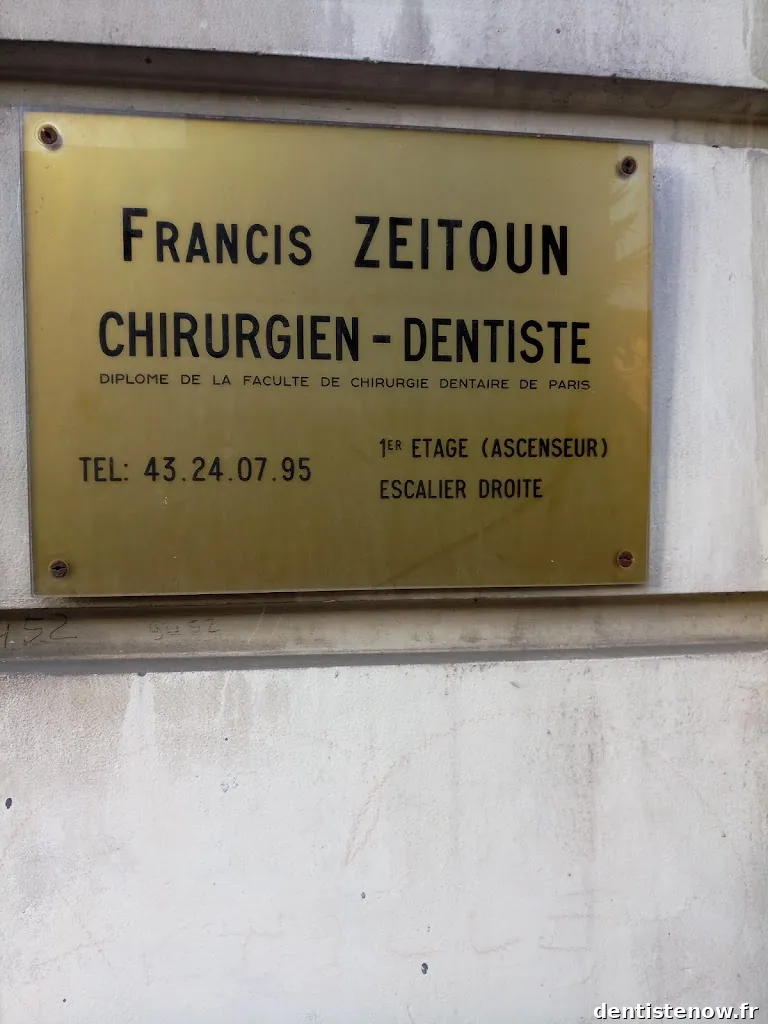 Francis ZEITOUN
CHIRURGIEN-DENTISTE
DIPLOME DE LA FACULTE DE CHIRURGIE DENTAIRE DE PARIS
TEL: 43.24.07.95
1ER ETAGE (ASCENSEUR)
ESCALIER DROITE
dentistenow.fr